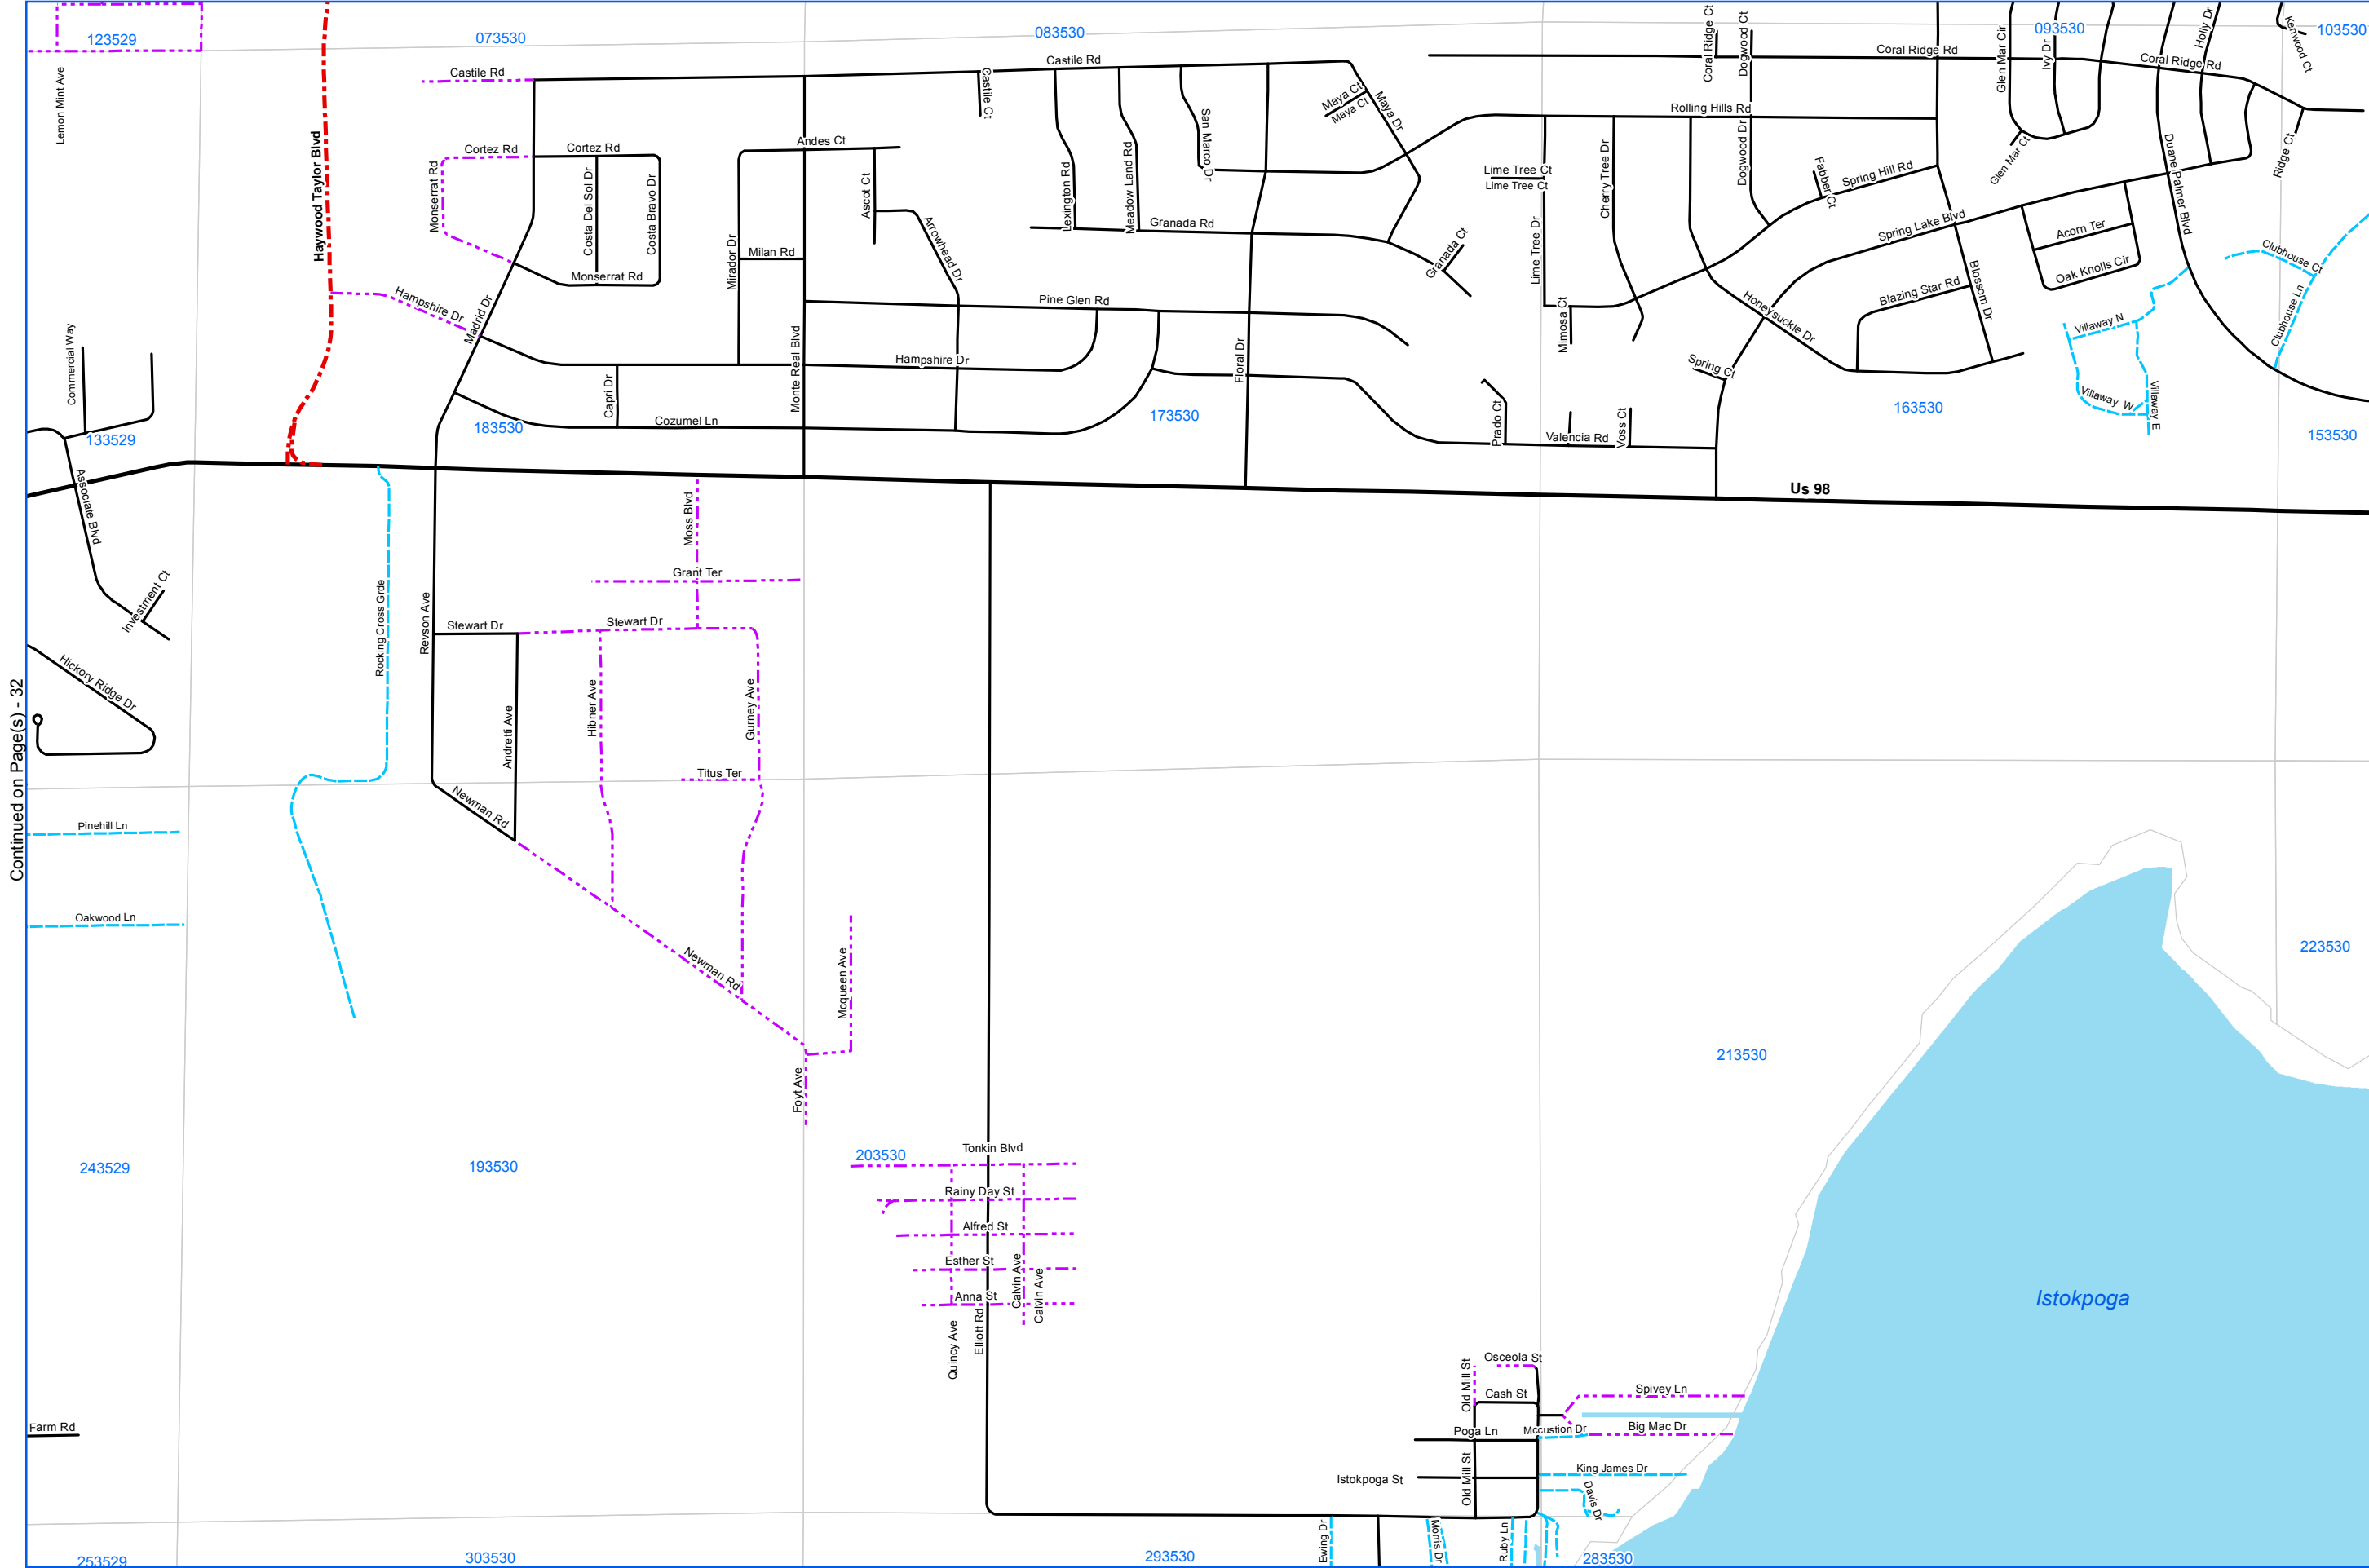 123529
073530
083530
093530
103530
Lemon Mint Ave
Haywood Taylor Blvd
Castile Rd
Castile Rd
Castile Ct
Coral Ridge Ct
Dogwood Ct
Coral Ridge Rd
Glen Mar Cir
Ivy Dr
Holly Dr
Kenwood Ct
Coral Ridge Rd
Maya Ct
Maya Ct
Maya Dr
Rolling Hills Rd
Cortez Rd
Cortez Rd
Monserrat Rd
Costa Del Sol Dr
Costa Bravo Dr
Monserrat Rd
Andes Ct
Ascot Ct
Mirador Dr
Milan Rd
Arrowhead Dr
Lexington Rd
Meadow Land Rd
San Marco Dr
Granada Rd
Granada Ct
Lime Tree Ct
Lime Tree Ct
Lime Tree Dr
Cherry Tree Dr
Dogwood Dr
Fabber Ct
Spring Hill Rd
Glen Mar Ct
Duane Palmer Blvd
Ridge Ct
Spring Lake Blvd
Acorn Ter
Oak Knolls Cir
Clubhouse Ct
Clubhouse Ln
Blazing Star Rd
Blossom Dr
Honeysuckle Dr
Villaway N
Villaway W
Villaway E
Hampshire Dr
Madrid Dr
Pine Glen Rd
Monte Real Blvd
Hampshire Dr
Floral Dr
Mimosa Ct
Spring Ct
Commercial Way
Capri Dr
Cozumel Ln
Prado Ct
Valencia Rd
Voss Ct
133529
183530
173530
163530
153530
Us 98
Associate Blvd
Investment Ct
Hickory Ridge Dr
Rocking Cross Grde
Revson Ave
Moss Blvd
Grant Ter
Stewart Dr
Stewart Dr
Andretti Ave
Hibner Ave
Gurney Ave
Titus Ter
Newman Rd
Continued on Page(s) - 32
Pinehill Ln
Oakwood Ln
Newman Rd
Mcqueen Ave
Foyt Ave
223530
213530
243529
193530
203530
Tonkin Blvd
Rainy Day St
Alfred St
Esther St
Anna St
Calvin Ave
Calvin Ave
Quincy Ave
Elliott Rd
Istokpoga
Osceola St
Old Mill St
Cash St
Spivey Ln
Poga Ln
Mccustion Dr
Big Mac Dr
Farm Rd
Istokpoga St
Old Mill St
King James Dr
Davis Dr
Ewing Dr
Morris Dr
Ruby Ln
253529
303530
293530
283530